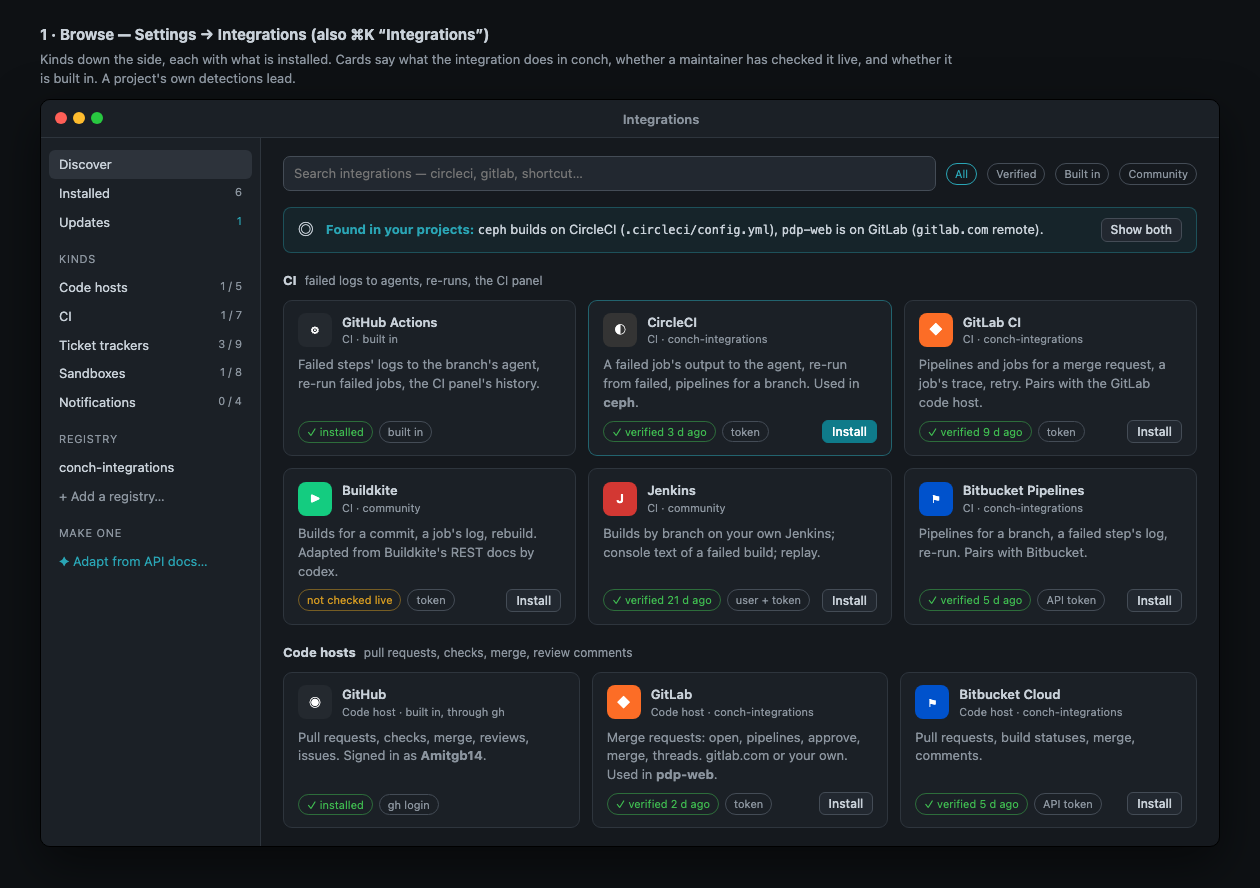 1 · Browse — Settings → Integrations (also ⌘K “Integrations”)
Kinds down the side, each with what is installed. Cards say what the integration does in conch, whether a maintainer has checked it live, and whether it
is built in. A project's own detections lead.
Integrations
Discover
Installed 6
Updates 1
KINDS
Code hosts 1 / 5
CI 1 / 7
Ticket trackers 3 / 9
Sandboxes 1 / 8
Notifications 0 / 4
REGISTRY
conch-integrations
+ Add a registry...
MAKE ONE
✦ Adapt from API docs...
Search integrations — circleci, gitlab, shortcut...
All Verified Built in Community
Found in your projects: ceph builds on CircleCI (.circleci/config.yml), pdp-web is on GitLab (gitlab.com remote). Show both
CI failed logs to agents, re-runs, the CI panel
GitHub Actions
CI · built in
Failed steps' logs to the branch's agent,
re-run failed jobs, the CI panel's history.
✓ installed built in
CircleCI
CI · conch-integrations
A failed job's output to the agent, re-run
from failed, pipelines for a branch. Used in
ceph.
✓ verified 3 d ago token Install
GitLab CI
CI · conch-integrations
Pipelines and jobs for a merge request, a
job's trace, retry. Pairs with the GitLab
code host.
✓ verified 9 d ago token Install
Buildkite
CI · community
Builds for a commit, a job's log, rebuild.
Adapted from Buildkite's REST docs by
codex.
not checked live token Install
J
Jenkins
CI · community
Builds by branch on your own Jenkins;
console text of a failed build; replay.
✓ verified 21 d ago user + token Install
Bitbucket Pipelines
CI · conch-integrations
Pipelines for a branch, a failed step's log,
re-run. Pairs with Bitbucket.
✓ verified 5 d ago API token Install
Code hosts pull requests, checks, merge, review comments
GitHub
Code host · built in, through gh
Pull requests, checks, merge, reviews,
issues. Signed in as Amitgb14.
✓ installed gh login
GitLab
Code host · conch-integrations
Merge requests: open, pipelines, approve,
merge, threads. gitlab.com or your own.
Used in pdp-web.
✓ verified 2 d ago token Install
Bitbucket Cloud
Code host · conch-integrations
Pull requests, build statuses, merge,
comments.
✓ verified 5 d ago API token Install